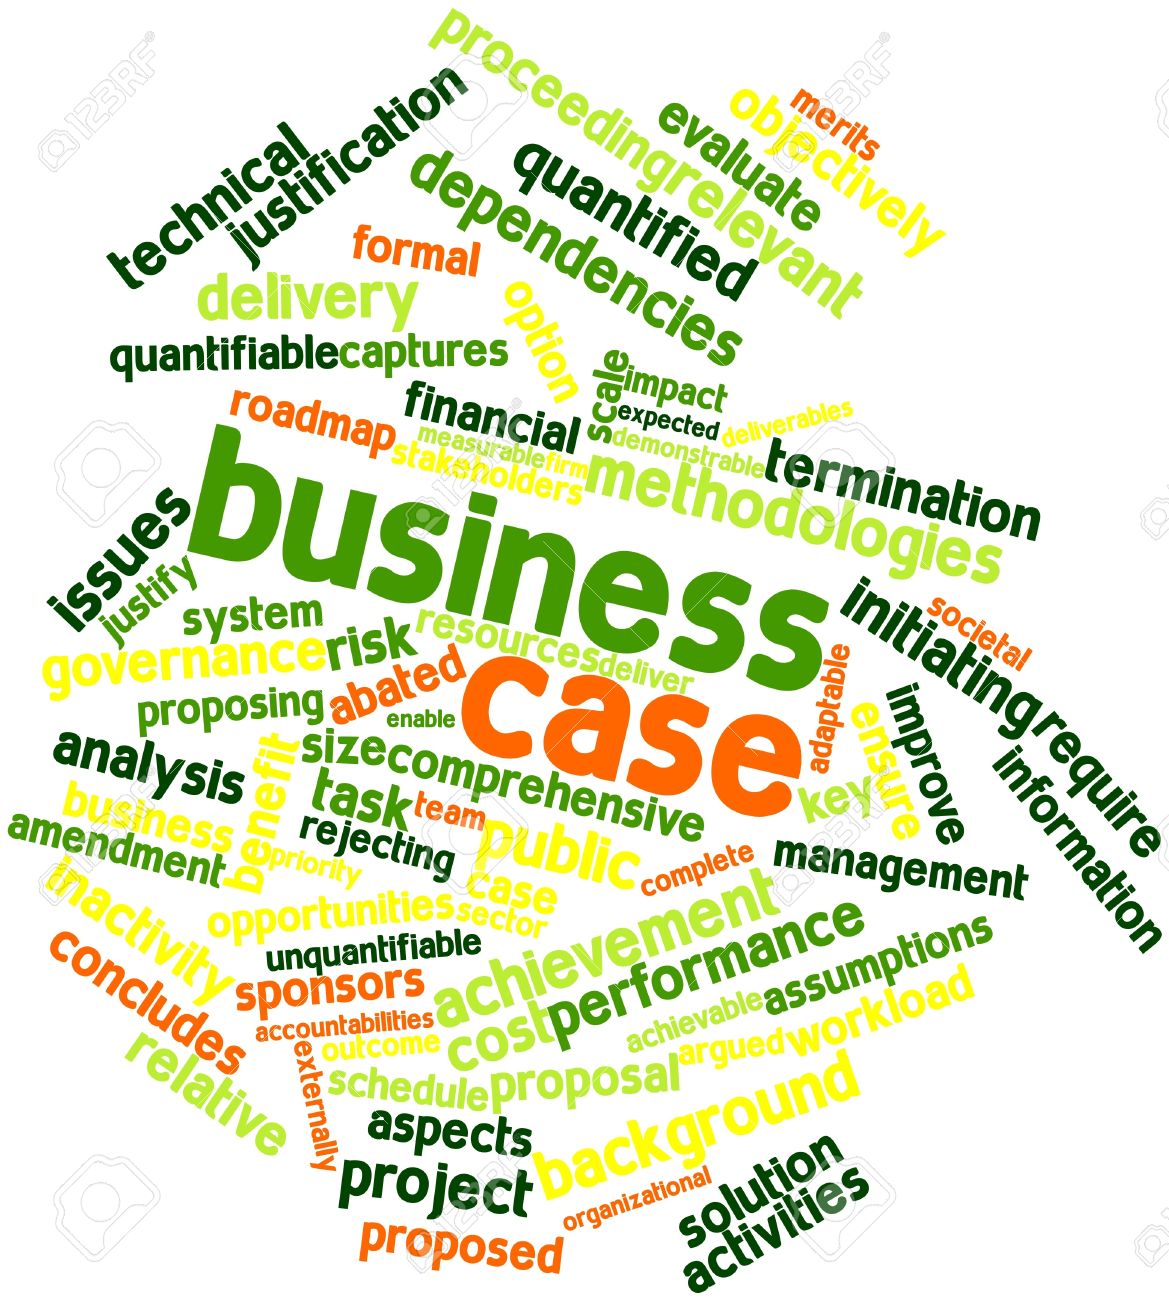 proceeding
relevant
merits
objectively
evaluate
quantified
dependencies
technical
justification
formal
delivery
option
quantifiable
captures
scale
impact
expected
deliverables
demonstrable
roadmap
financial
measurable
firm
stakeholders
methodologies
termination
business
case
issues
justify
system
governance
risk
resources
deliver
initiating
societal
require
information
adaptable
abated
proposing
enable
ensure
improve
analysis
benefit
size
comprehensive
key
task
team
business
case
amendment
rejecting
priority
public
complete
management
inactivity
opportunities
sector
achievement
performance
unquantifiable
concludes
sponsors
assumptions
accountabilities
outcome
cost
achievable
argued
workload
relative
externally
schedule
proposal
background
aspects
project
organizational
solution
activities
proposed
123RF